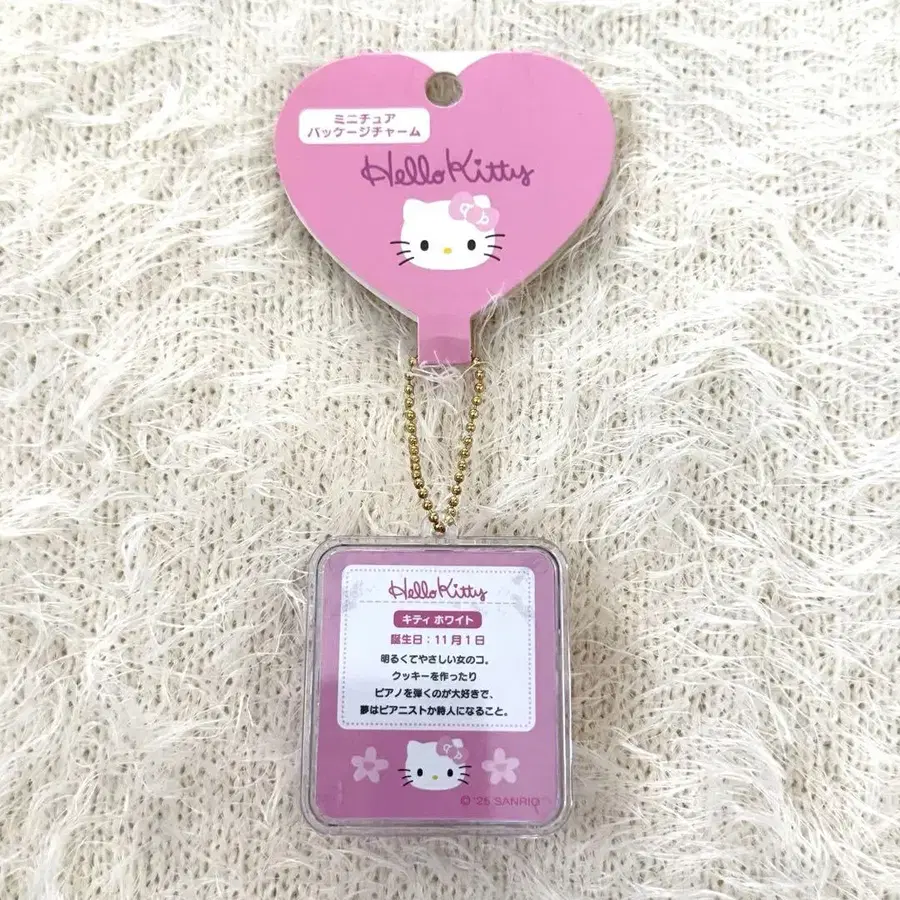 ミニチュア
パッケージチャーム
Hello Kitty
Hello Kitty
キティ ホワイト
誕生日：11月1日
明るくてやさしい女のコ。
クッキーを作ったり
ピアノを弾くのが大好きで、
夢はピアニストか詩人になること。
© '25 SANRIO